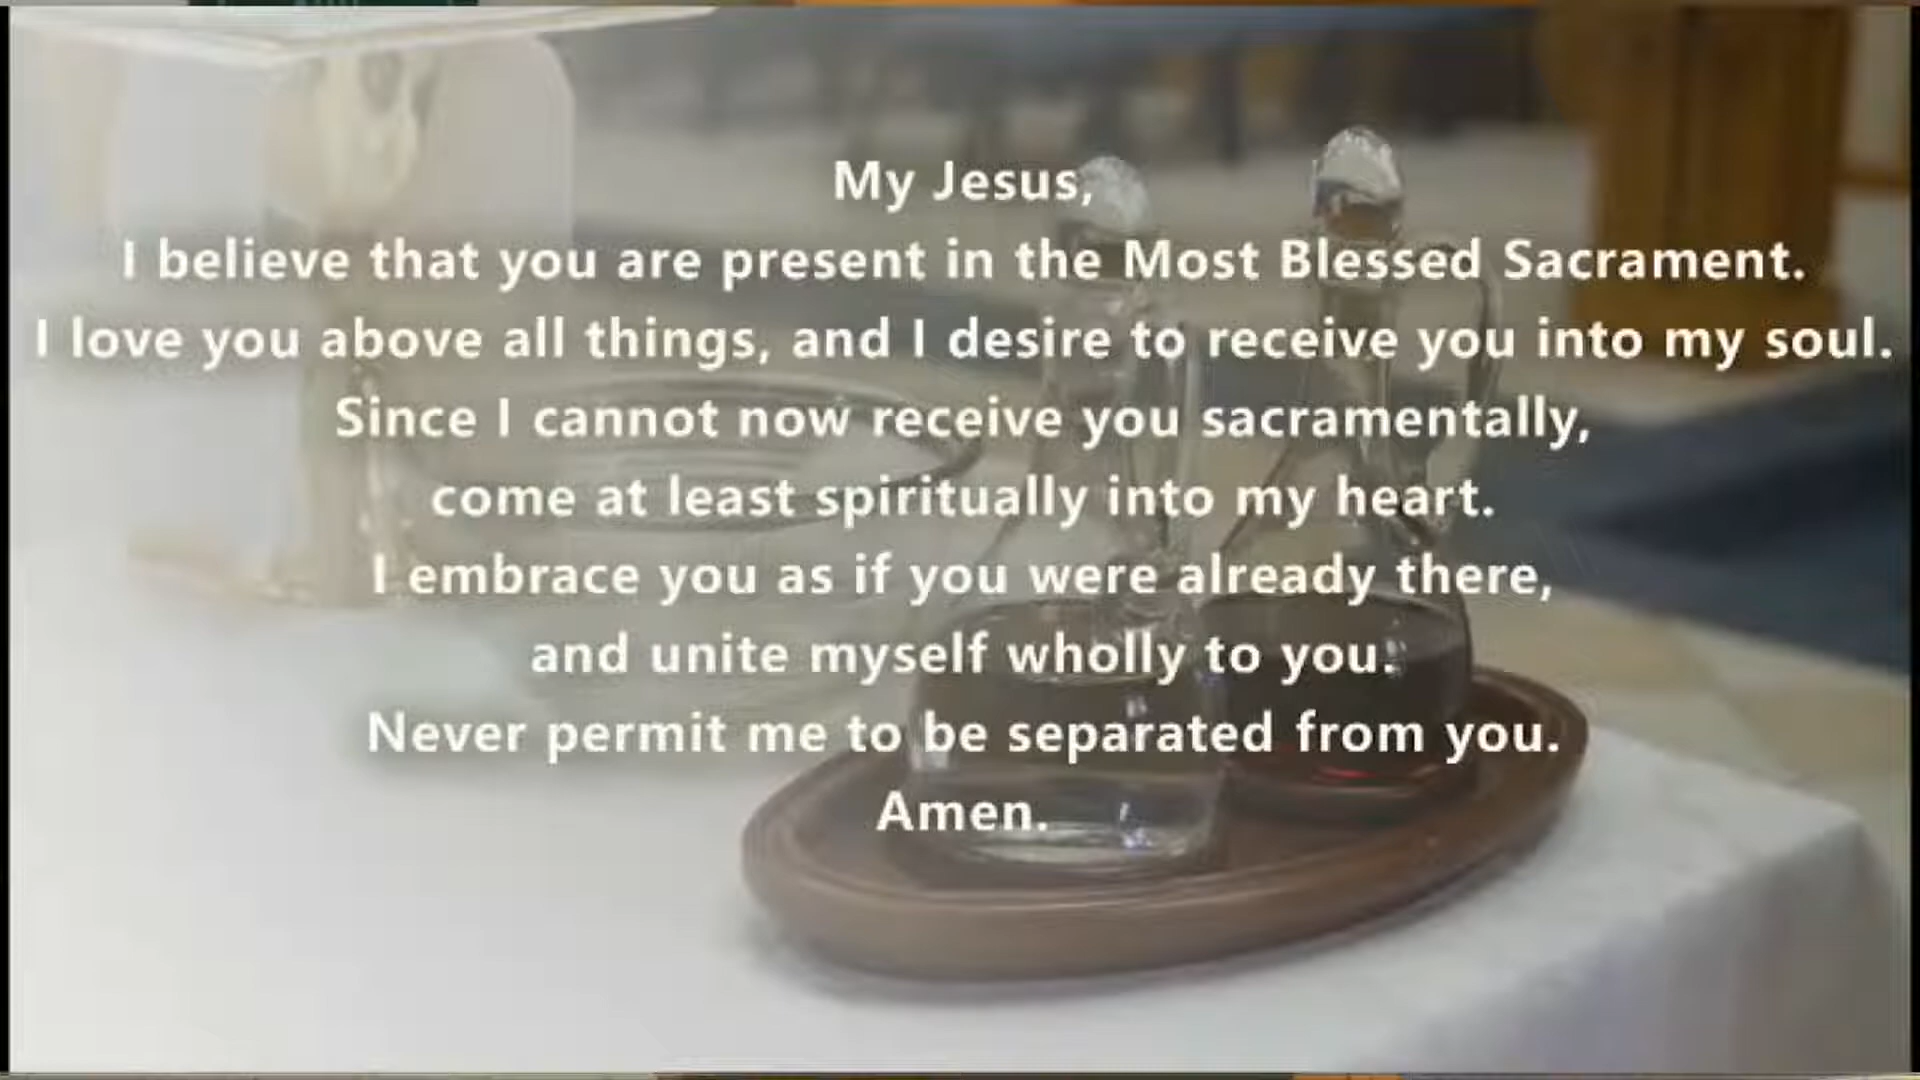 My Jesus,
I believe that you are present in the Most Blessed Sacrament.
I love you above all things, and I desire to receive you into my soul.
Since I cannot now receive you sacramentally,
come at least spiritually into my heart.
I embrace you as if you were already there,
and unite myself wholly to you.
Never permit me to be separated from you.
Amen.